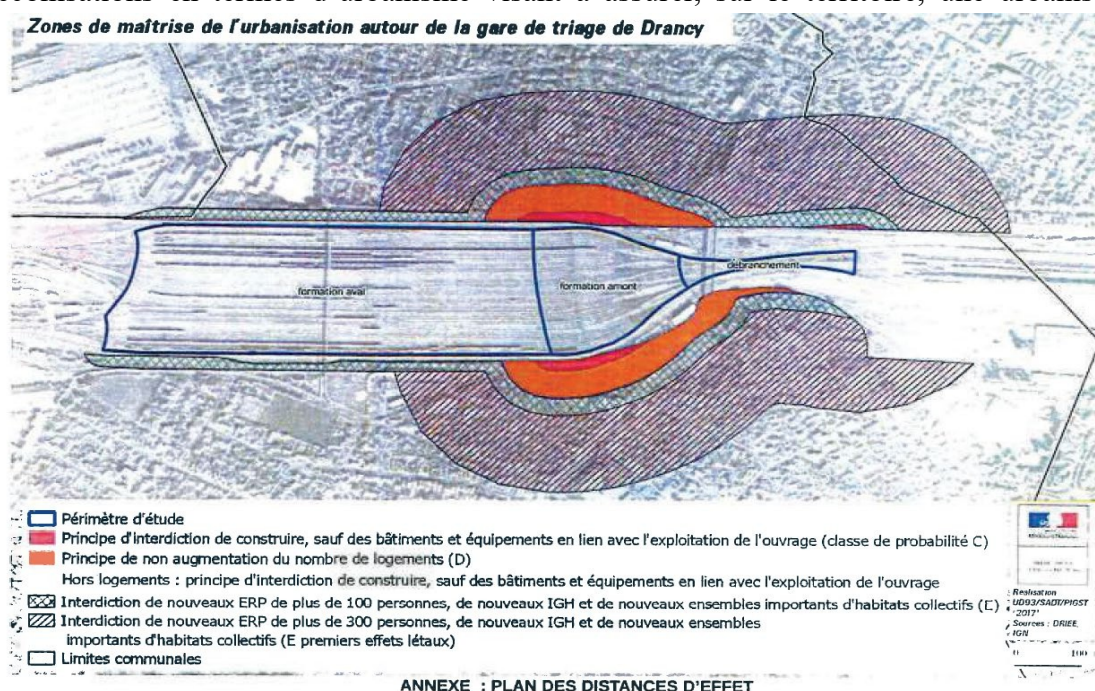 Zones de maîtrise de l'urbanisation autour de la gare de triage de Drancy
formation aval
formation amont
débranchement
Périmètre d'étude
Principe d'interdiction de construire, sauf des bâtiments et équipements en lien avec l'exploitation de l'ouvrage (classe de probabilité C)
Principe de non augmentation du nombre de logements (D)
Hors logements : principe d'interdiction de construire, sauf des bâtiments et équipements en lien avec l'exploitation de l'ouvrage
Interdiction de nouveaux ERP de plus de 100 personnes, de nouveaux IGH et de nouveaux ensembles importants d'habitats collectifs (E)
Interdiction de nouveaux ERP de plus de 300 personnes, de nouveaux IGH et de nouveaux ensembles
importants d'habitats collectifs (E premiers effets létaux)
Limites communales
Réalisation
UD93/SADT/PIGST
2017
Sources : DRIEE,
IGN
0 100
ANNEXE : PLAN DES DISTANCES D'EFFET